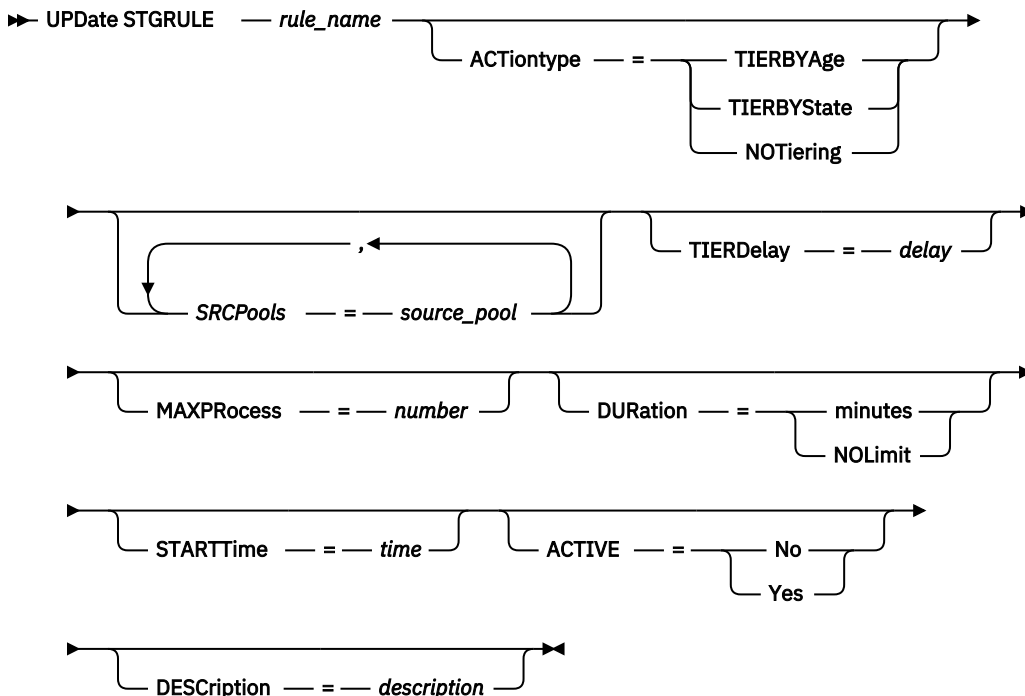 UPDate STGRULE — rule_name
ACTiontype — = — TIERBYAge
TIERBYState
NOTiering
,
SRCPools — = — source_pool
TIERDelay — = — delay
MAXPRocess — = — number
DURation — = — minutes
NOLimit
STARTTime — = — time
ACTIVE — = — No
Yes
DESCription — = — description